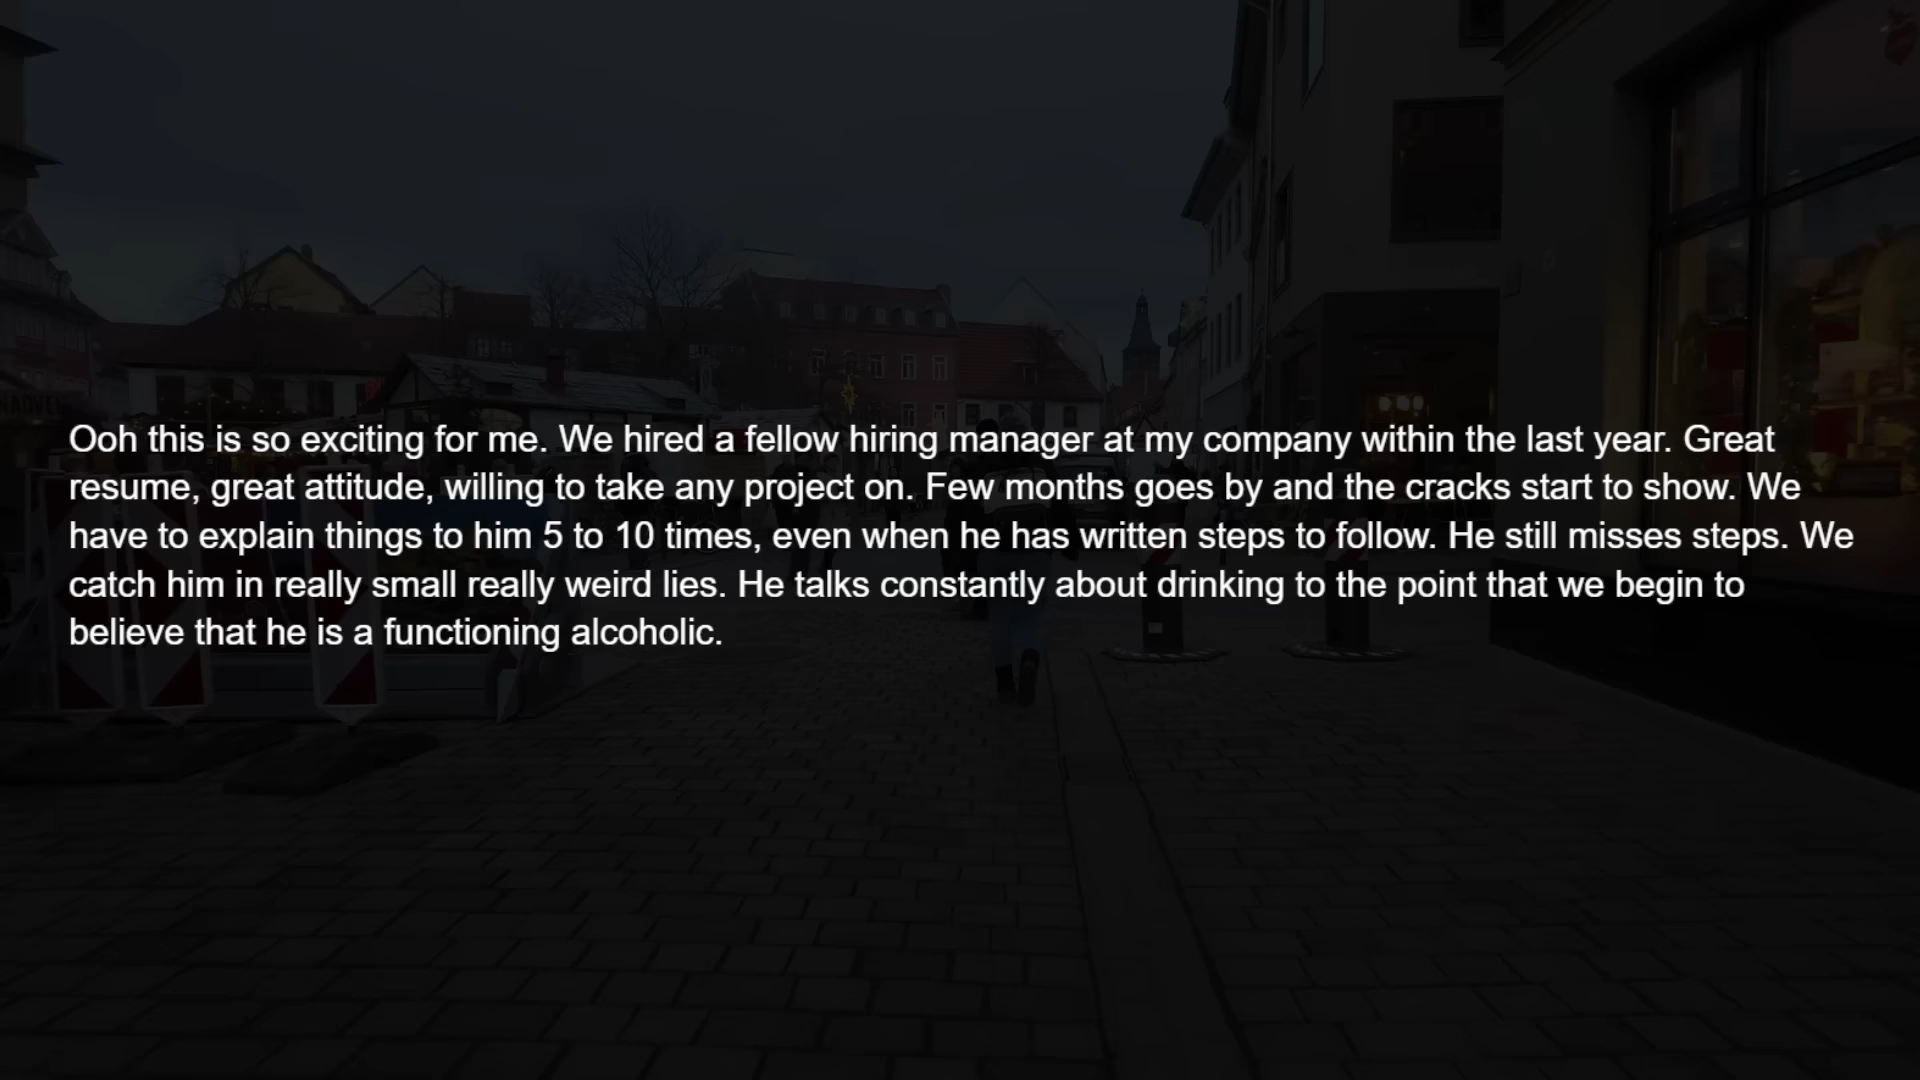 Ooh this is so exciting for me. We hired a fellow hiring manager at my company within the last year. Great
resume, great attitude, willing to take any project on. Few months goes by and the cracks start to show. We
have to explain things to him 5 to 10 times, even when he has written steps to follow. He still misses steps. We
catch him in really small really weird lies. He talks constantly about drinking to the point that we begin to
believe that he is a functioning alcoholic.